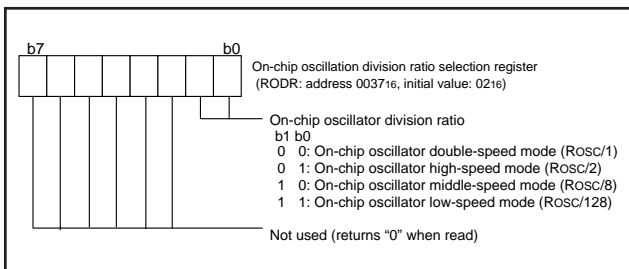 b7 b0
On-chip oscillation division ratio selection register
(RODR: address 003716, initial value: 0216)
On-chip oscillator division ratio
b1 b0
0 0: On-chip oscillator double-speed mode (ROSC/1)
0 1: On-chip oscillator high-speed mode (ROSC/2)
1 0: On-chip oscillator middle-speed mode (ROSC/8)
1 1: On-chip oscillator low-speed mode (ROSC/128)
Not used (returns “0” when read)